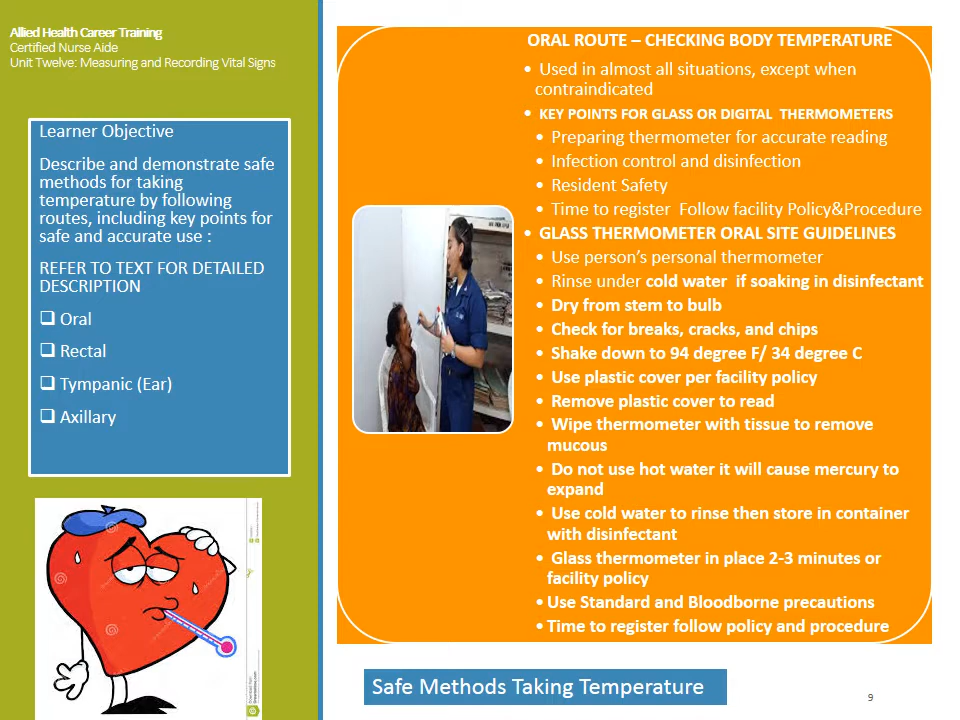 Allied Health Career Training
Certified Nurse Aide
Unit Twelve: Measuring and Recording Vital Signs
Learner Objective
Describe and demonstrate safe
methods for taking
temperature by following
routes, including key points for
safe and accurate use :
REFER TO TEXT FOR DETAILED
DESCRIPTION
❑ Oral
❑ Rectal
❑ Tympanic (Ear)
❑ Axillary
ORAL ROUTE – CHECKING BODY TEMPERATURE
• Used in almost all situations, except when
contraindicated
• KEY POINTS FOR GLASS OR DIGITAL THERMOMETERS
• Preparing thermometer for accurate reading
• Infection control and disinfection
• Resident Safety
• Time to register Follow facility Policy&Procedure
• GLASS THERMOMETER ORAL SITE GUIDELINES
• Use person's personal thermometer
• Rinse under cold water if soaking in disinfectant
• Dry from stem to bulb
• Check for breaks, cracks, and chips
• Shake down to 94 degree F/ 34 degree C
• Use plastic cover per facility policy
• Remove plastic cover to read
• Wipe thermometer with tissue to remove
mucous
• Do not use hot water it will cause mercury to
expand
• Use cold water to rinse then store in container
with disinfectant
• Glass thermometer in place 2-3 minutes or
facility policy
• Use Standard and Bloodborne precautions
• Time to register follow policy and procedure
Safe Methods Taking Temperature
9